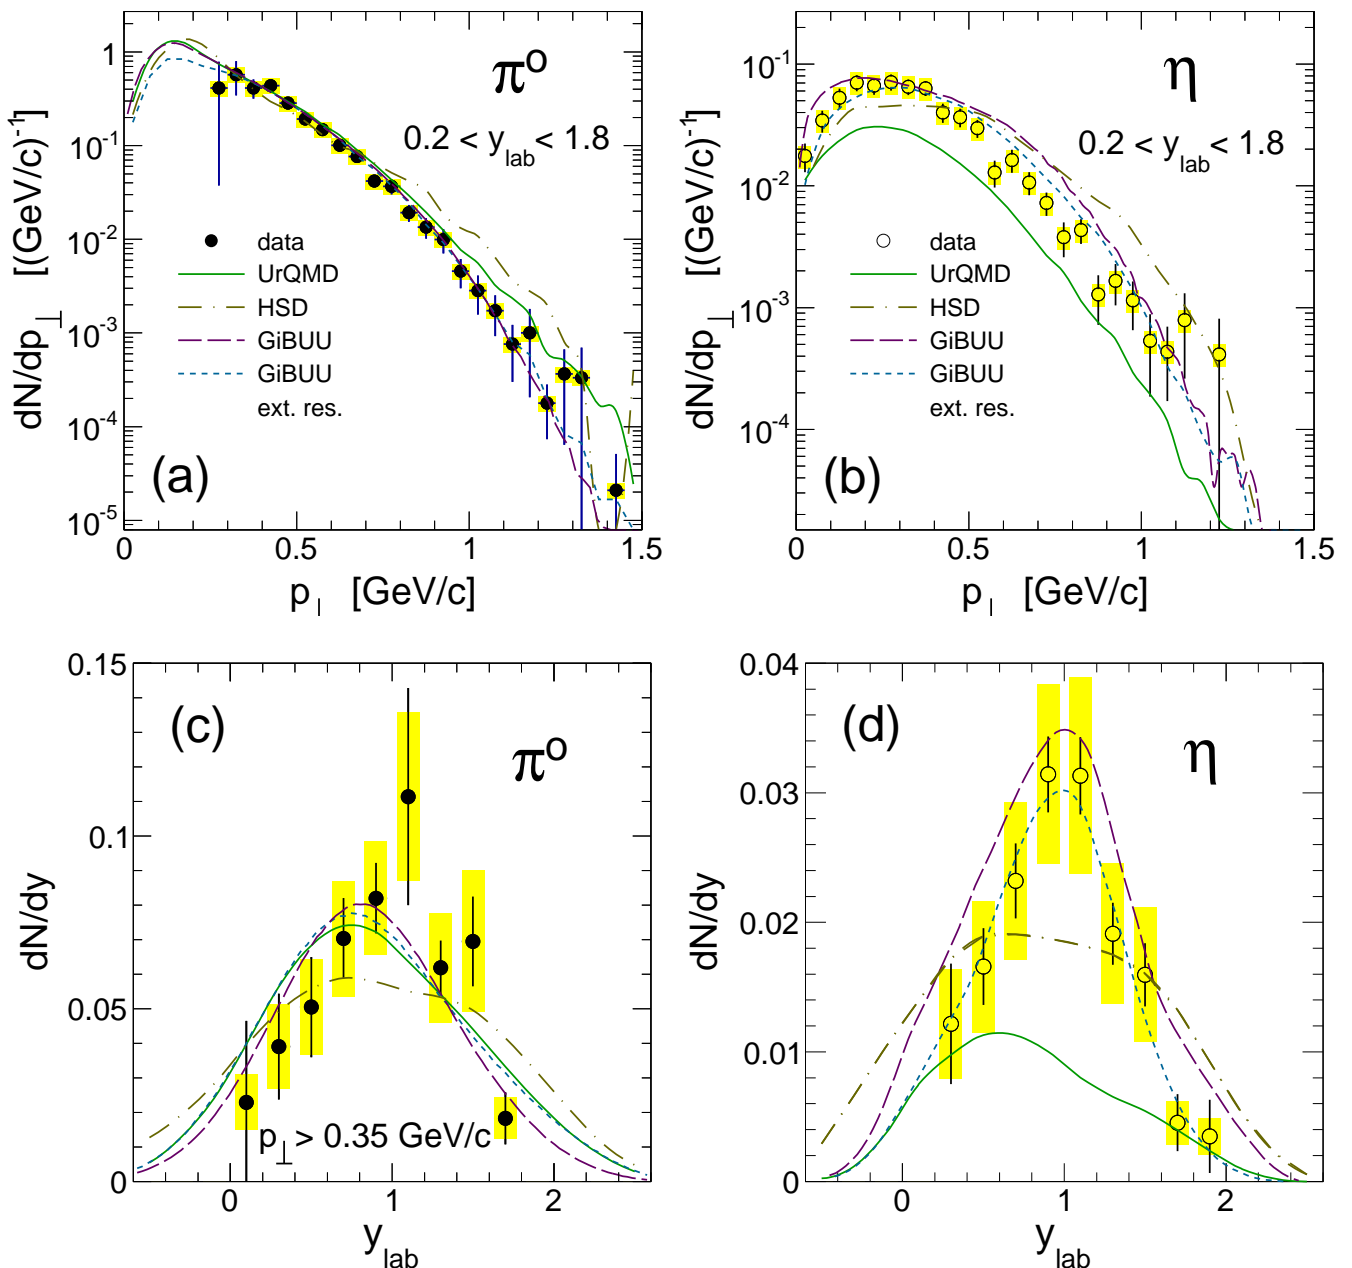 dN/dp⊥ [(GeV/c)⁻¹]
1
10⁻¹
10⁻²
10⁻³
10⁻⁴
10⁻⁵
π⁰
0.2 < y_lab < 1.8
data
UrQMD
HSD
GiBUU
GiBUU
ext. res.
(a)
0 0.5 1 1.5
p⊥ [GeV/c]
dN/dp⊥ [(GeV/c)⁻¹]
10⁻¹
10⁻²
10⁻³
10⁻⁴
η
0.2 < y_lab < 1.8
data
UrQMD
HSD
GiBUU
GiBUU
ext. res.
(b)
0 0.5 1 1.5
p⊥ [GeV/c]
dN/dy
0.15
0.1
0.05
0
(c)
π⁰
p⊥ > 0.35 GeV/c
0 1 2
y_lab
dN/dy
0.04
0.03
0.02
0.01
0
(d)
η
0 1 2
y_lab